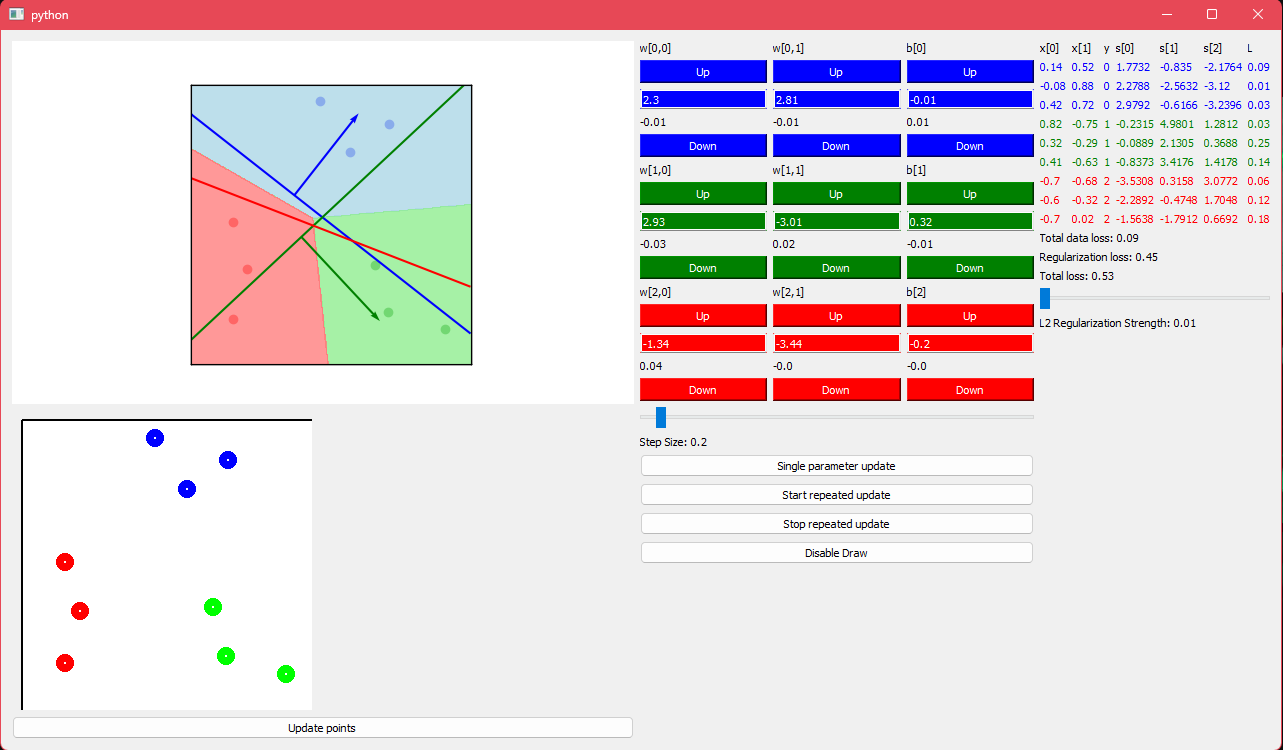 python
w[0,0] w[0,1] b[0]
Up Up Up
2.3 2.81 -0.01
-0.01 -0.01 0.01
Down Down Down
w[1,0] w[1,1] b[1]
Up Up Up
2.93 -3.01 0.32
-0.03 0.02 -0.01
Down Down Down
w[2,0] w[2,1] b[2]
Up Up Up
-1.34 -3.44 -0.2
0.04 -0.0 -0.0
Down Down Down
Step Size: 0.2
Single parameter update
Start repeated update
Stop repeated update
Disable Draw
x[0] x[1] y s[0] s[1] s[2] L
0.14 0.52 0 1.7732 -0.835 -2.1764 0.09
-0.08 0.88 0 2.2788 -2.5632 -3.12 0.01
0.42 0.72 0 2.9792 -0.6166 -3.2396 0.03
0.82 -0.75 1 -0.2315 4.9801 1.2812 0.03
0.32 -0.29 1 -0.0889 2.1305 0.3688 0.25
0.41 -0.63 1 -0.8373 3.4176 1.4178 0.14
-0.7 -0.68 2 -3.5308 0.3158 3.0772 0.06
-0.6 -0.32 2 -2.2892 -0.4748 1.7048 0.12
-0.7 0.02 2 -1.5638 -1.7912 0.6692 0.18
Total data loss: 0.09
Regularization loss: 0.45
Total loss: 0.53
L2 Regularization Strength: 0.01
Update points